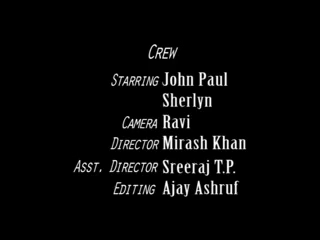 Crew
Starring John Paul
Sherlyn
Camera Ravi
Director Mirash Khan
Asst. Director Sreeraj T.P.
Editing Ajay Ashruf